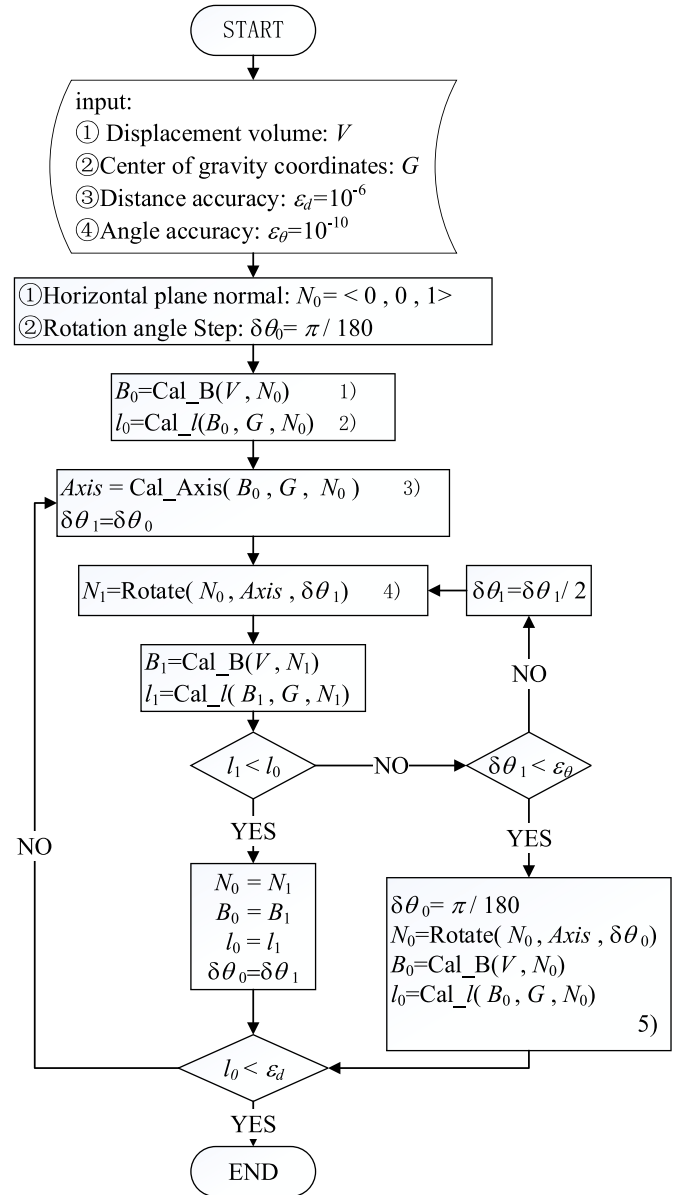 START
input:
① Displacement volume: V
②Center of gravity coordinates: G
③Distance accuracy: ε_d=10^-6
④Angle accuracy: ε_θ=10^-10
①Horizontal plane normal: N₀= < 0 , 0 , 1>
②Rotation angle Step: δθ₀= π / 180
B₀=Cal_B(V , N₀) 1)
l₀=Cal_l(B₀ , G , N₀) 2)
Axis = Cal_Axis( B₀ , G , N₀ ) 3)
δθ₁=δθ₀
N₁=Rotate( N₀ , Axis , δθ₁) 4)
δθ₁=δθ₁ / 2
B₁=Cal_B(V , N₁)
l₁=Cal_l( B₁ , G , N₁)
NO
l₁ < l₀
NO
δθ₁ < ε_θ
YES
YES
NO
N₀ = N₁
B₀ = B₁
l₀ = l₁
δθ₀=δθ₁
δθ₀= π / 180
N₀=Rotate( N₀ , Axis , δθ₀)
B₀=Cal_B(V , N₀)
l₀=Cal_l( B₀ , G , N₀)
5)
l₀ < ε_d
YES
END